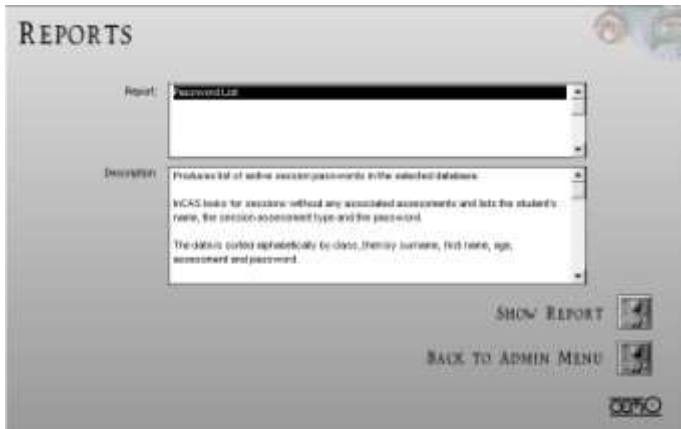 REPORTS
Report:
Password List
Description:
Produces list of active session passwords in the selected database.
InCAS looks for sessions without any associated assessments and lists the student's
name, the session assessment type and the password.
The data is sorted alphabetically by class, then by surname, first name, age,
assessment and password.
SHOW REPORT
BACK TO ADMIN MENU